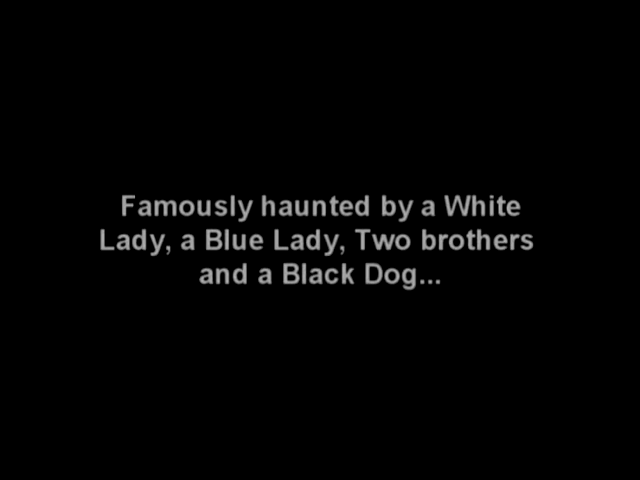 Famously haunted by a White
Lady, a Blue Lady, Two brothers
and a Black Dog...